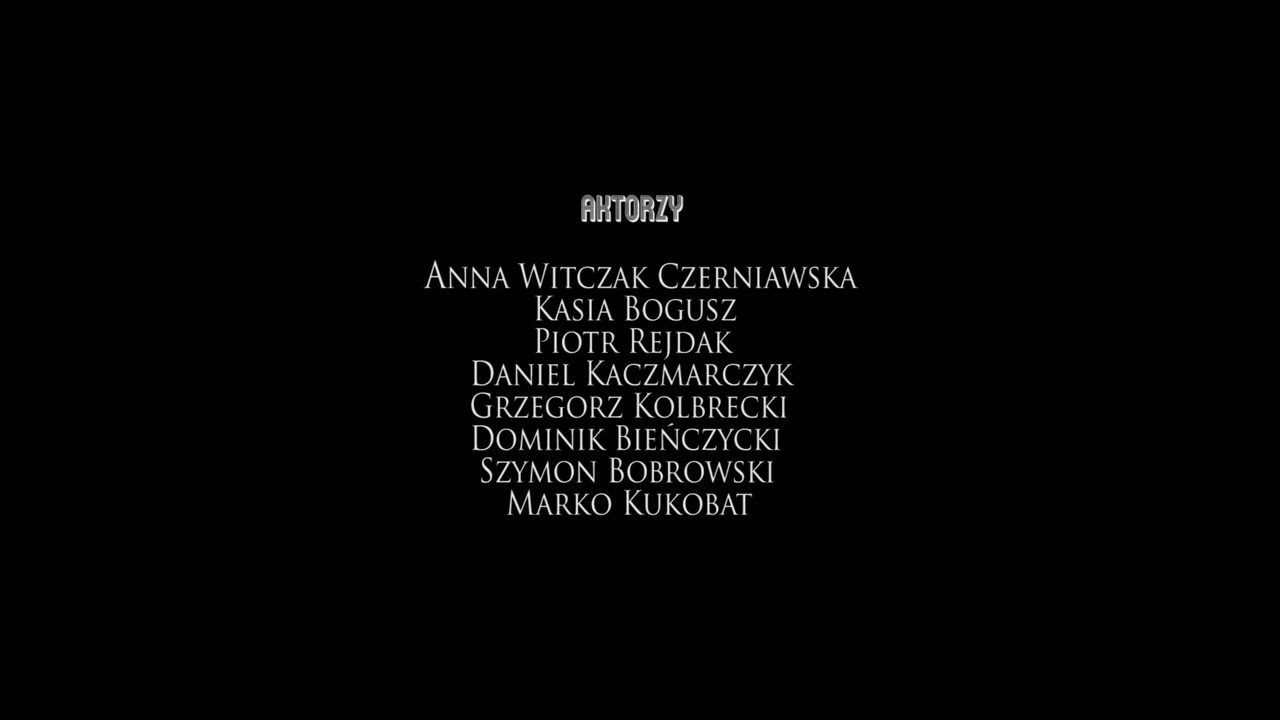 AKTORZY
ANNA WITCZAK CZERNIAWSKA
KASIA BOGUSZ
PIOTR REJDAK
DANIEL KACZMARCZYK
GRZEGORZ KOLBRECKI
DOMINIK BIEŃCZYCKI
SZYMON BOBROWSKI
MARKO KUKOBAT